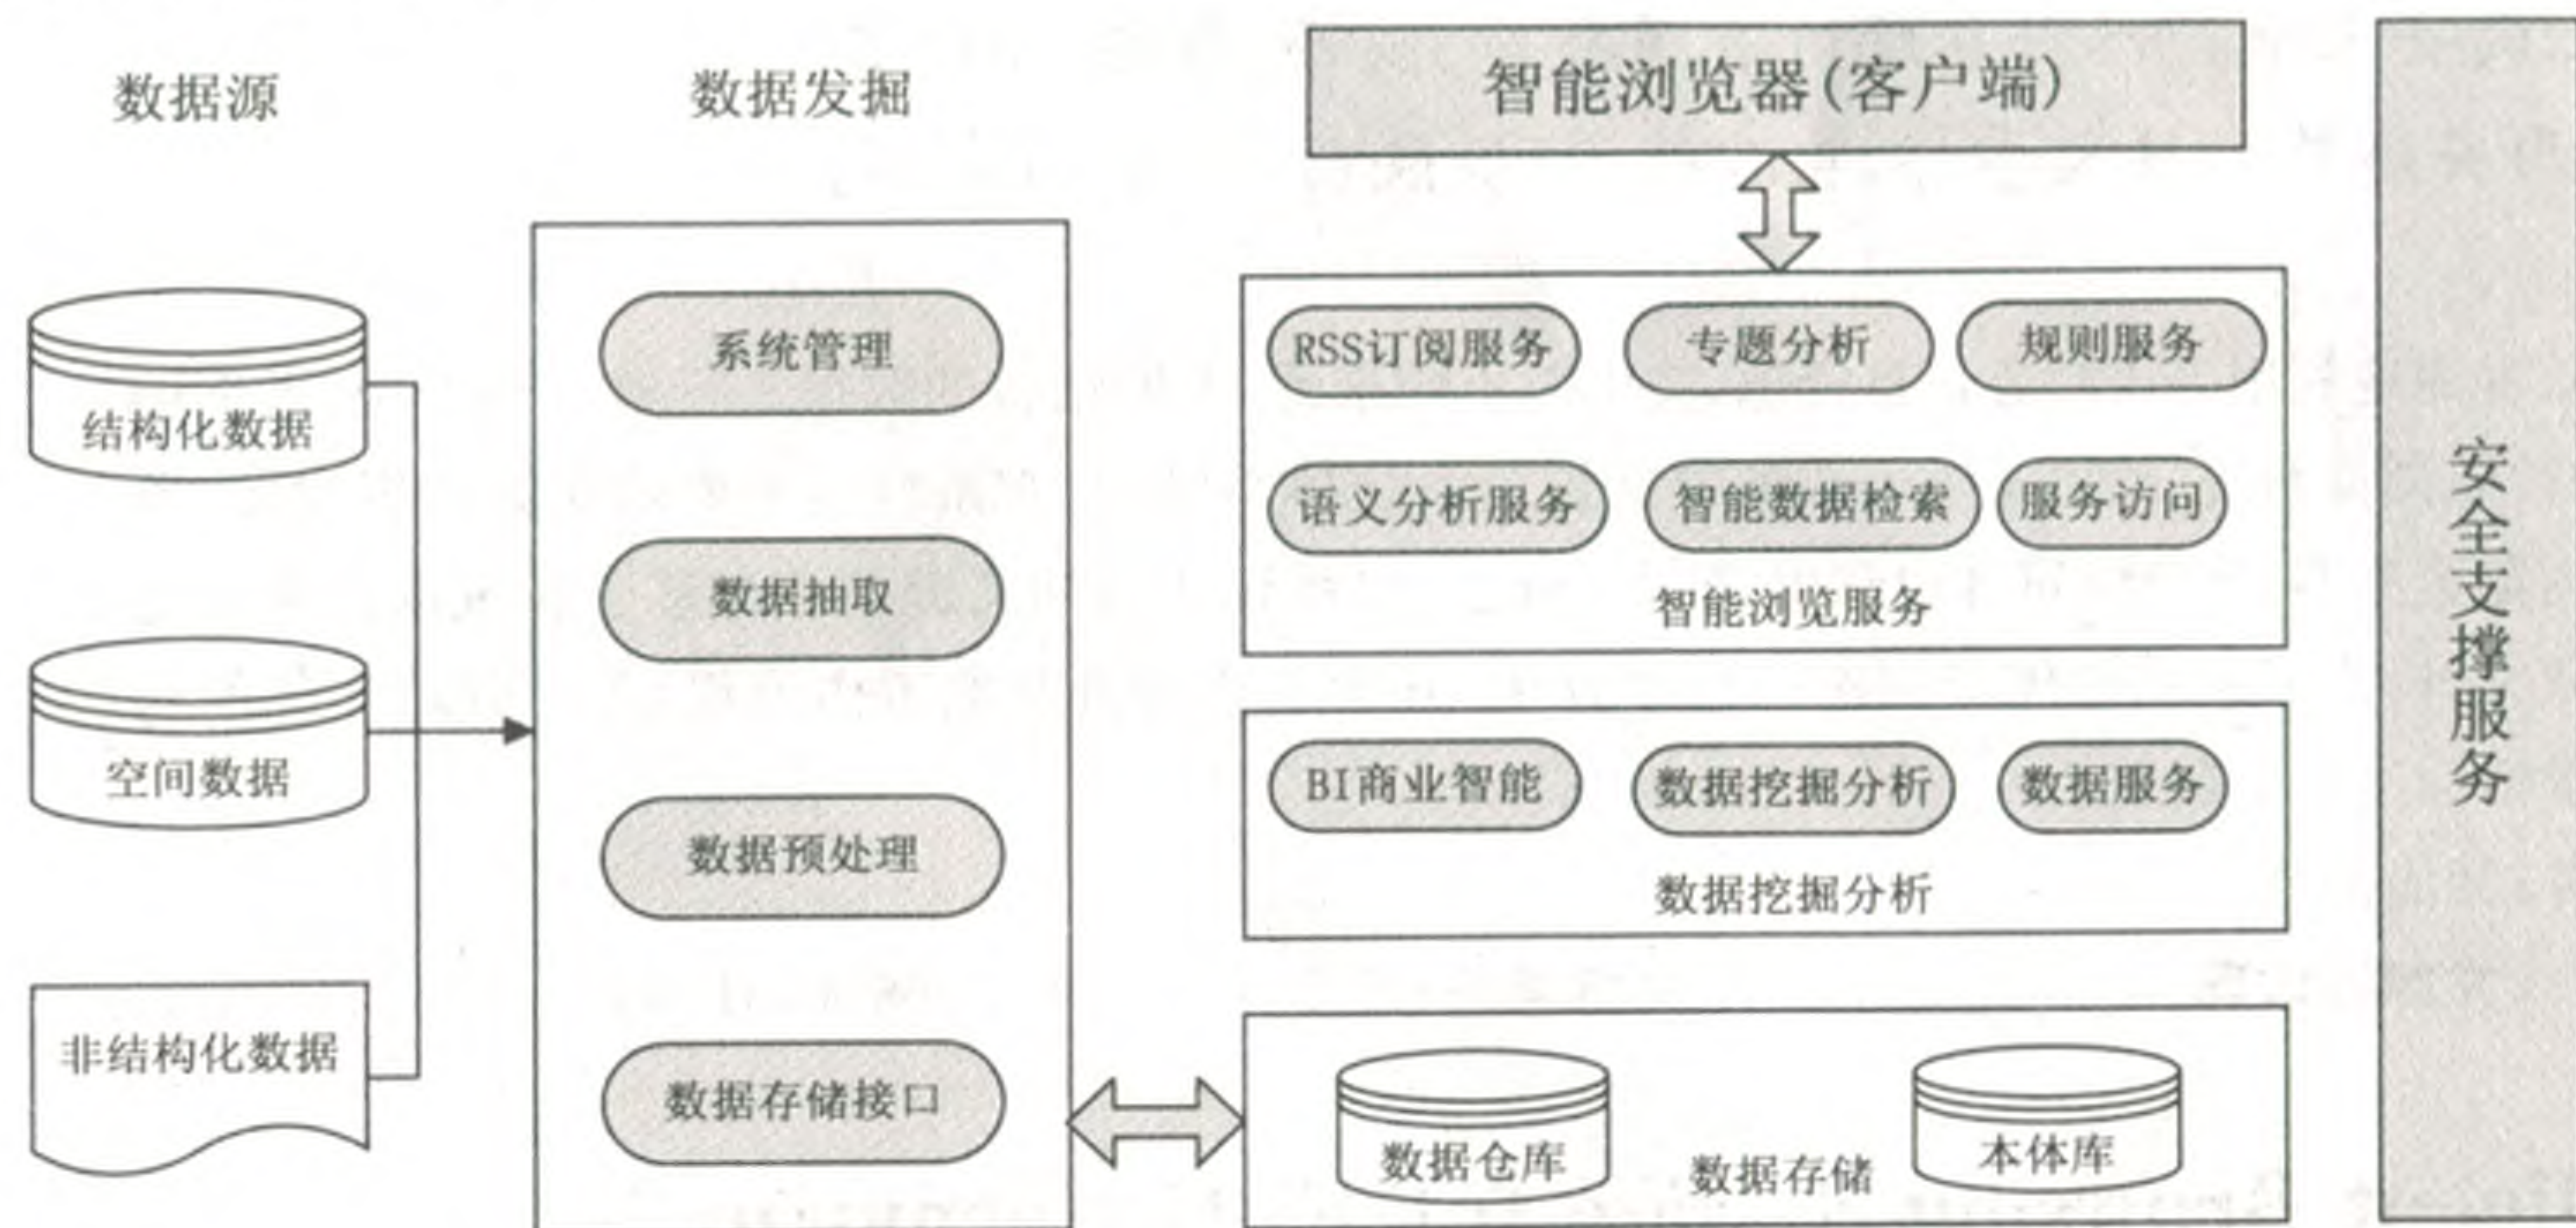 数据源
数据发掘
智能浏览器(客户端)
结构化数据
空间数据
非结构化数据
系统管理
数据抽取
数据预处理
数据存储接口
RSS订阅服务
专题分析
规则服务
语义分析服务
智能数据检索
服务访问
智能浏览服务
BI商业智能
数据挖掘分析
数据服务
数据挖掘分析
数据仓库
数据存储
本体库
安全支撑服务